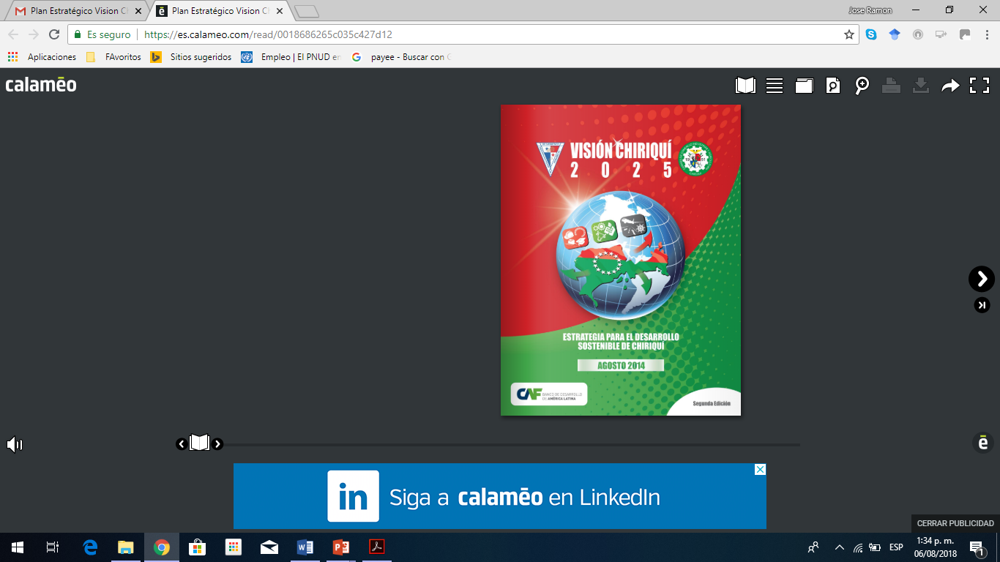 Plan Estratégico Vision C
Plan Estratégico Vision C
Jose Ramon
Es seguro
https://es.calameo.com/read/0018686265c035c427d12
Aplicaciones
FAvoritos
Sitios sugeridos
Empleo | El PNUD en
payee - Buscar con G
calamēo
VISIÓN CHIRIQUÍ
2 0 2 5
ESTRATEGIA PARA EL DESARROLLO
SOSTENIBLE DE CHIRIQUÍ
AGOSTO 2014
CAF
BANCO DE DESARROLLO
DE AMÉRICA LATINA
Segunda Edición
in Siga a calamēo en LinkedIn
CERRAR PUBLICIDAD
ESP
1:34 p. m.
06/08/2018
1